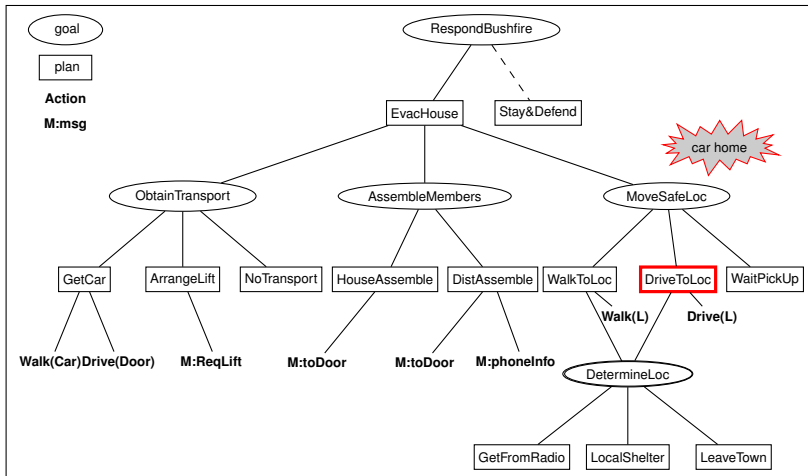 goal
RespondBushfire
plan
Action
M:msg
EvacHouse
Stay&Defend
car home
ObtainTransport
AssembleMembers
MoveSafeLoc
GetCar
ArrangeLift
NoTransport
HouseAssemble
DistAssemble
WalkToLoc
DriveToLoc
WaitPickUp
Walk(L)
Drive(L)
Walk(Car)
Drive(Door)
M:ReqLift
M:toDoor
M:toDoor
M:phoneInfo
DetermineLoc
GetFromRadio
LocalShelter
LeaveTown